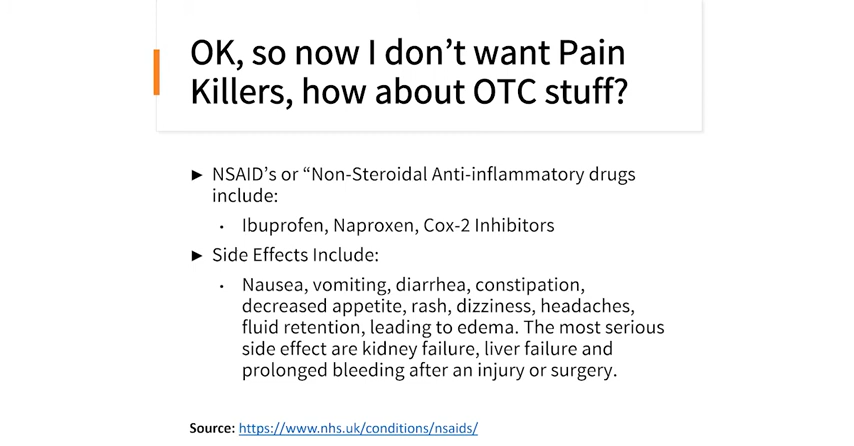 OK, so now I don’t want Pain
Killers, how about OTC stuff?
► NSAID’s or “Non-Steroidal Anti-inflammatory drugs
include:
• Ibuprofen, Naproxen, Cox-2 Inhibitors
► Side Effects Include:
• Nausea, vomiting, diarrhea, constipation,
decreased appetite, rash, dizziness, headaches,
fluid retention, leading to edema. The most serious
side effect are kidney failure, liver failure and
prolonged bleeding after an injury or surgery.
Source: https://www.nhs.uk/conditions/nsaids/